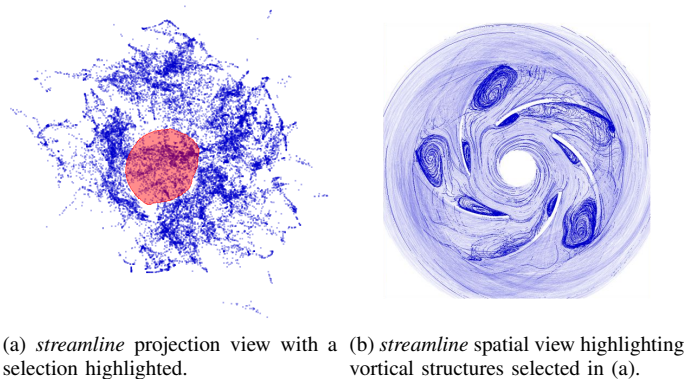 (a) streamline projection view with a
selection highlighted.
(b) streamline spatial view highlighting
vortical structures selected in (a).